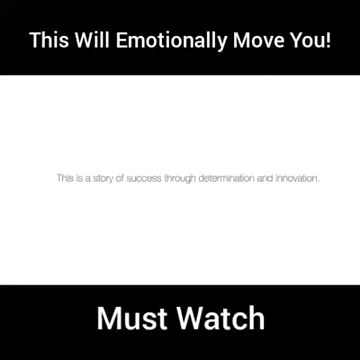 This Will Emotionally Move You!
This is a story of success through determination and innovation.
Must Watch